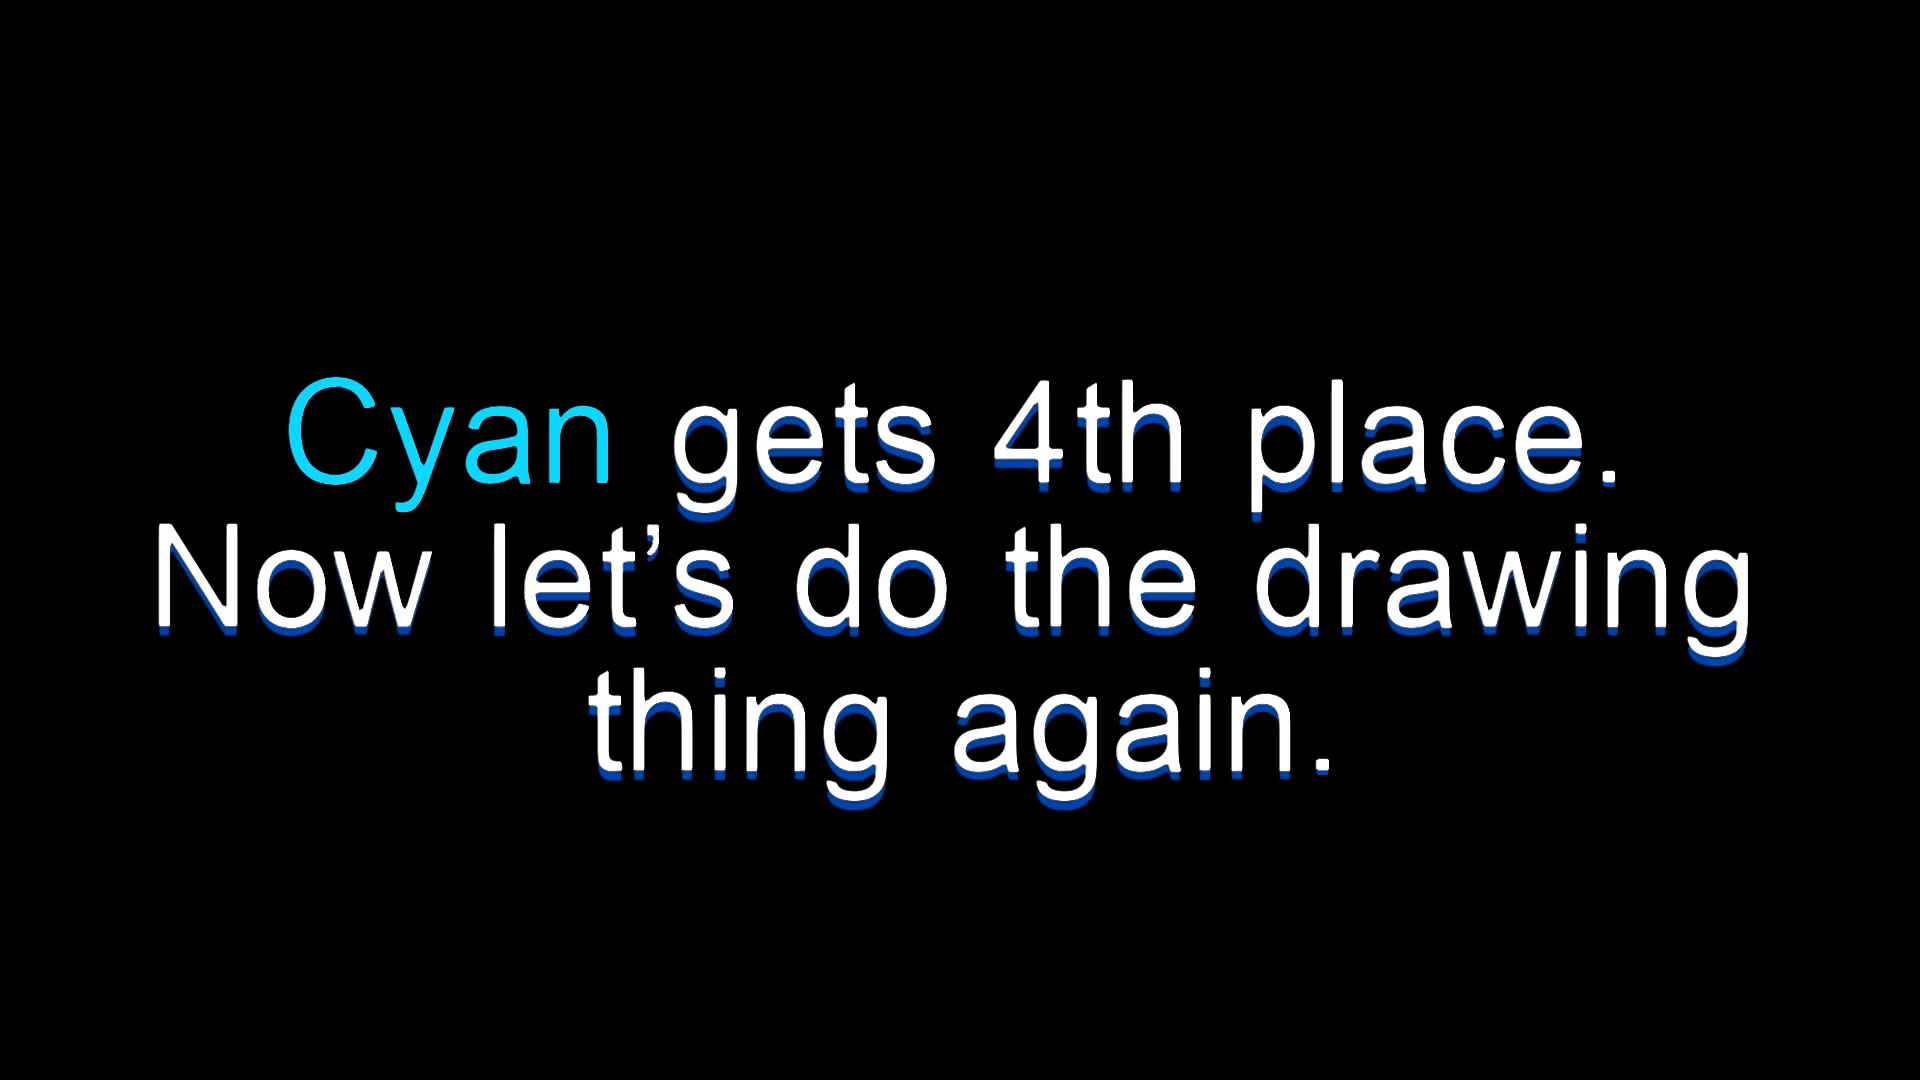 Cyan gets 4th place.
Now let’s do the drawing
thing again.